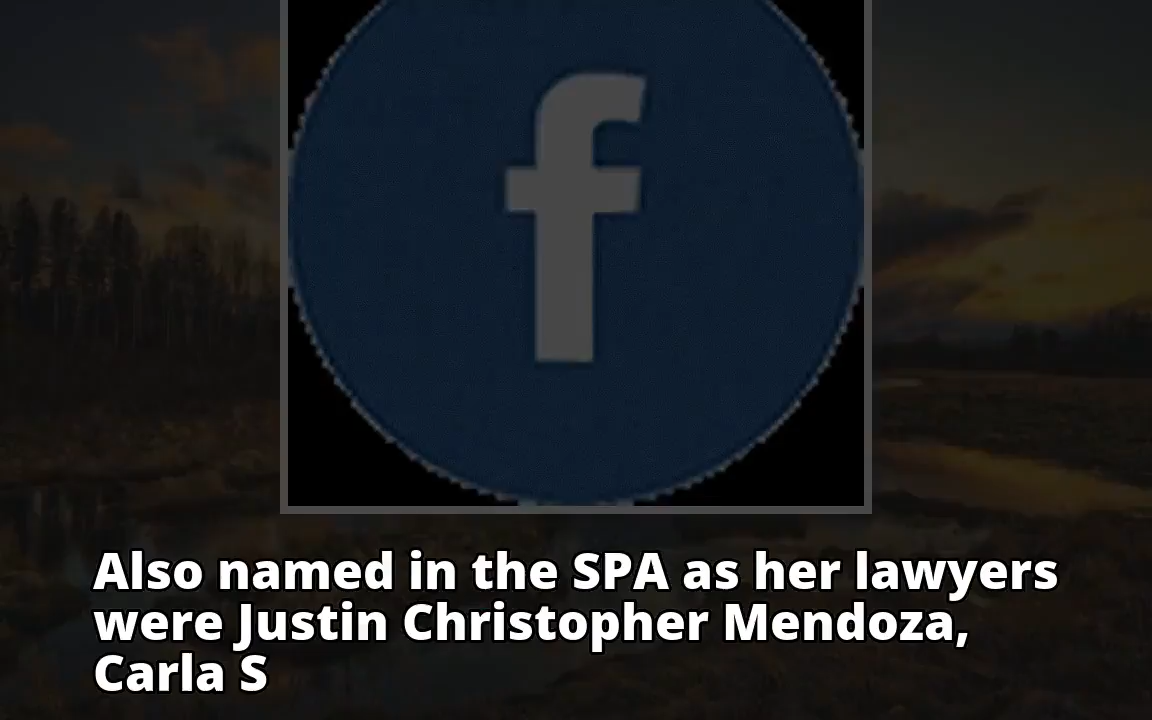 f
Also named in the SPA as her lawyers
were Justin Christopher Mendoza,
Carla S